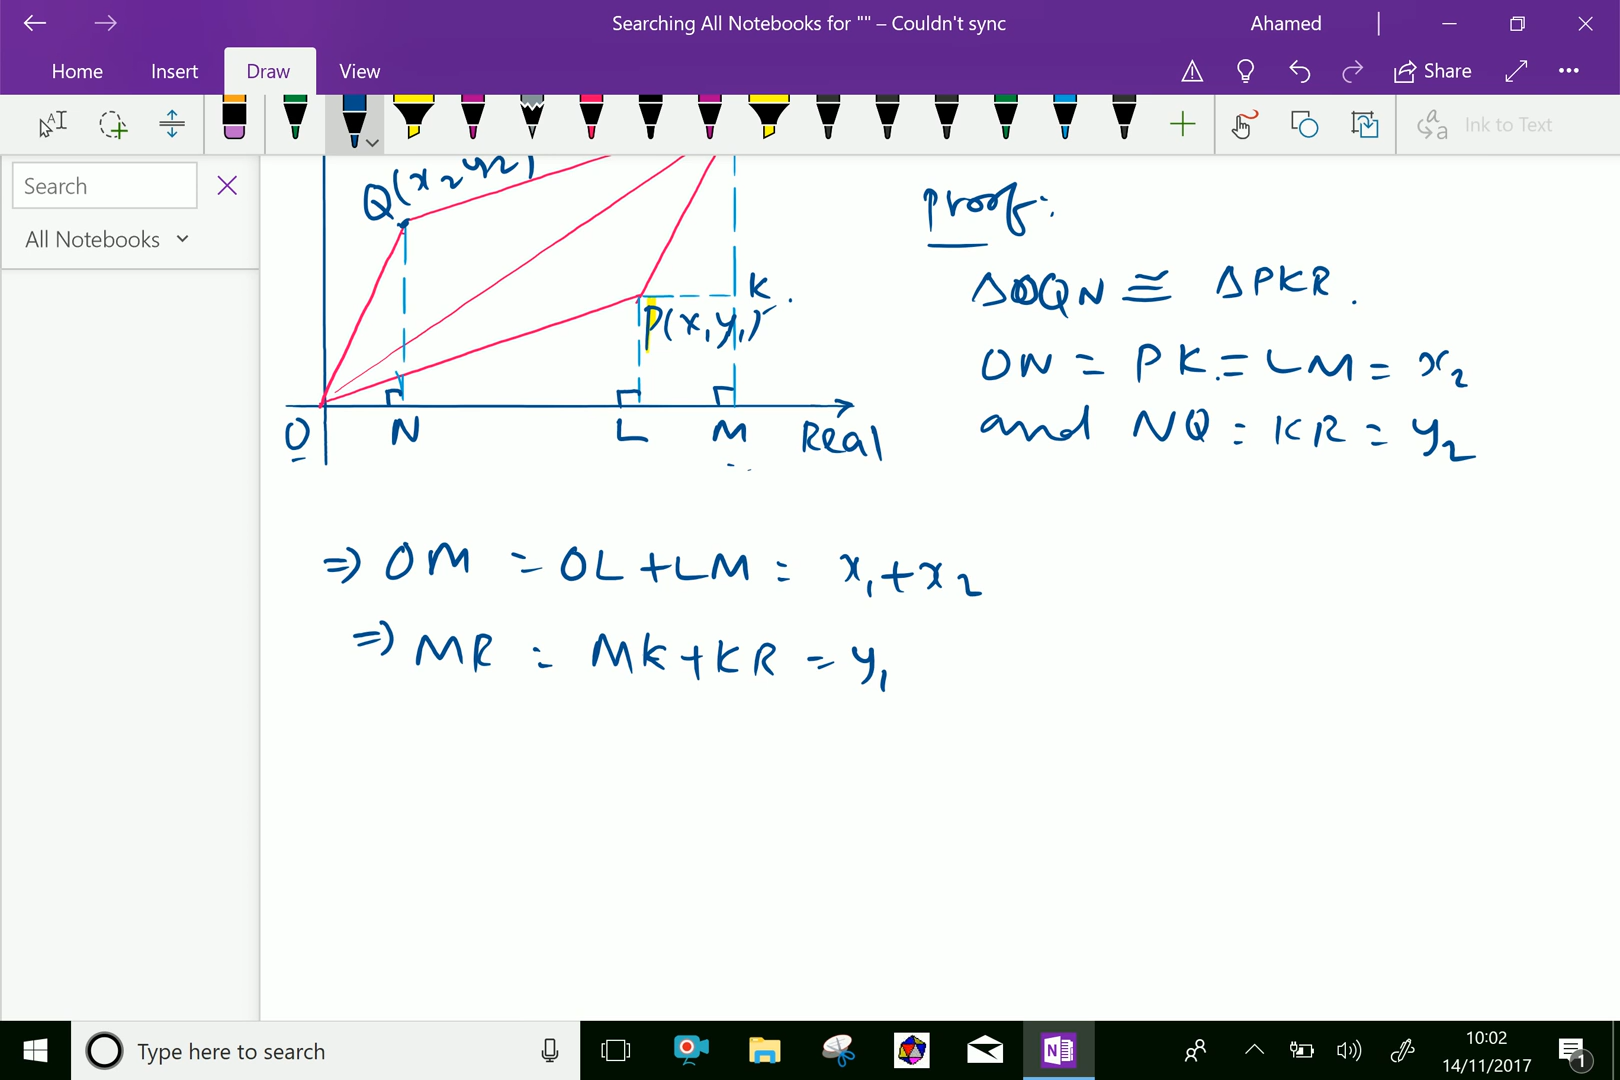 Searching All Notebooks for "" – Couldn't sync
Ahamed
Home Insert Draw View
Share
Ink to Text
Search
All Notebooks
Q(x2 y2)
K
P(x1 y1)
O N L M Real
Proof:
ΔOQN ≅ ΔPKR.
ON = PK = LM = x2
and NQ = KR = y2
⇒ OM = OL + LM = x1 + x2
⇒ MR = MK + KR = y1
Type here to search
10:02
14/11/2017
1